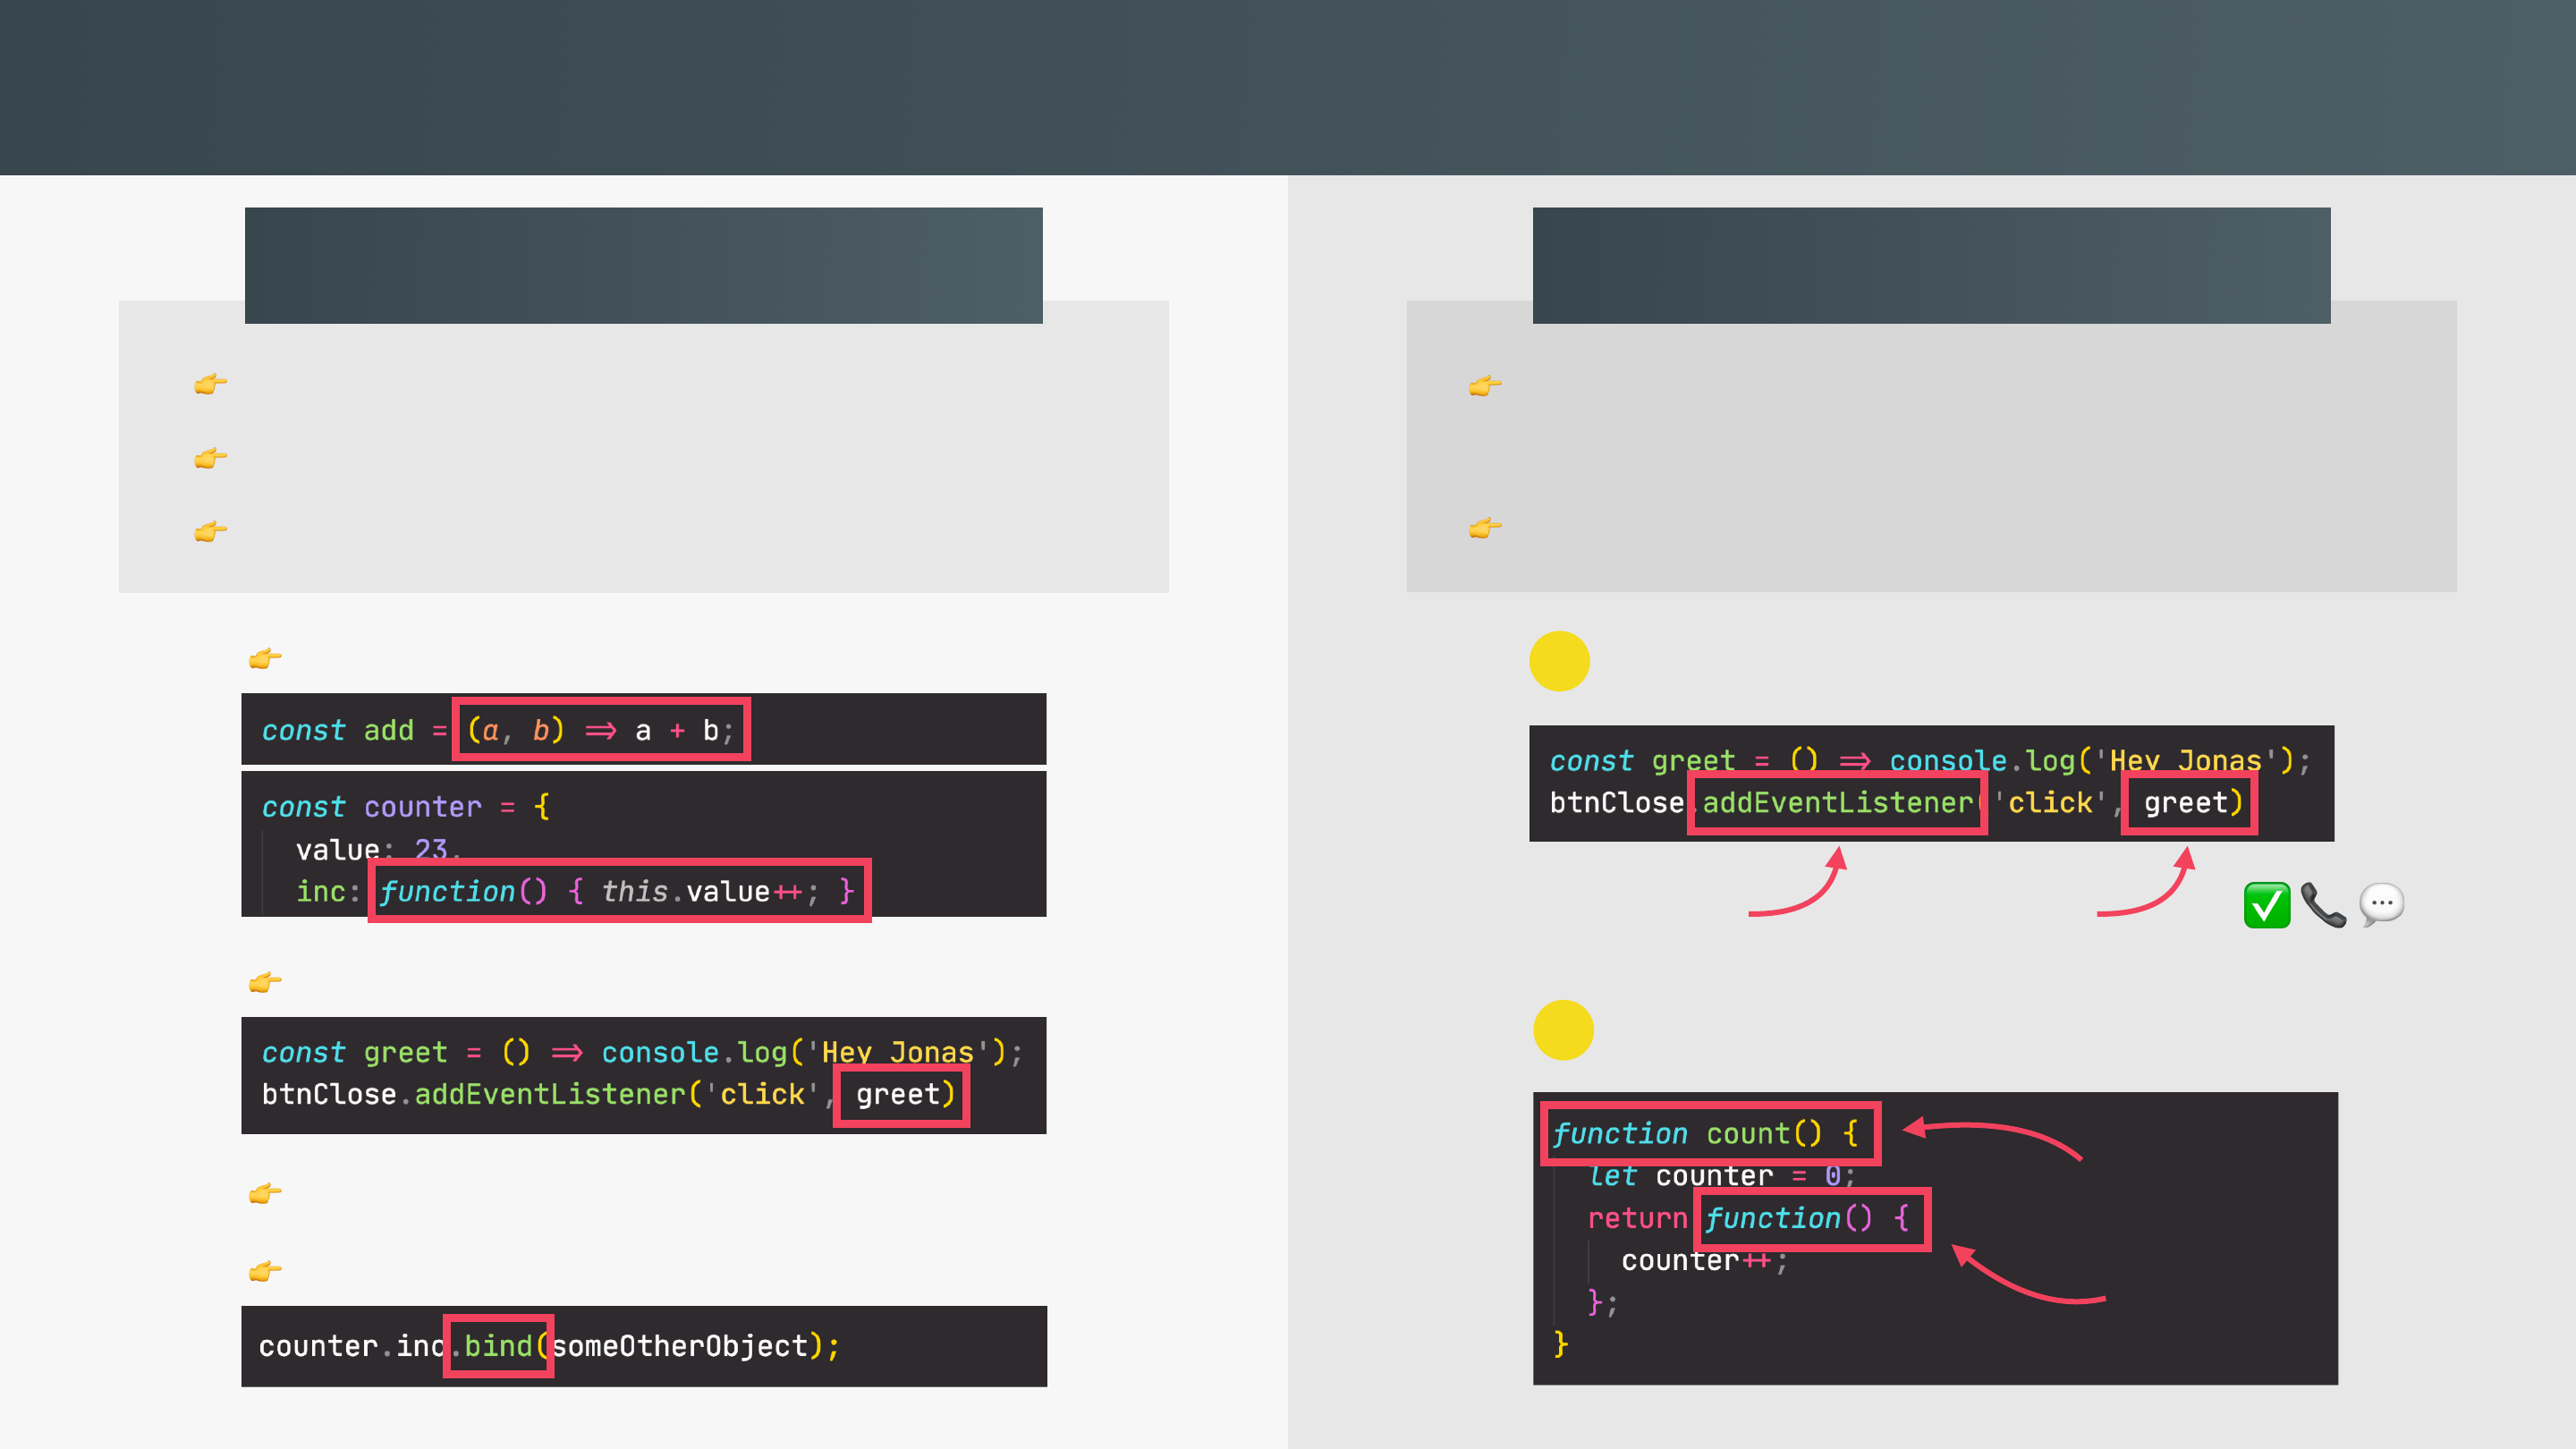 const add = (a, b) => a + b;
const counter = {
value: 23,
inc: function() { this.value++; }
const greet = () => console.log('Hey Jonas');
btnClose.addEventListener('click', greet)
counter.inc.bind(someOtherObject);
const greet = () => console.log('Hey Jonas');
btnClose.addEventListener('click', greet)
function count() {
let counter = 0;
return function() {
counter++;
};
}